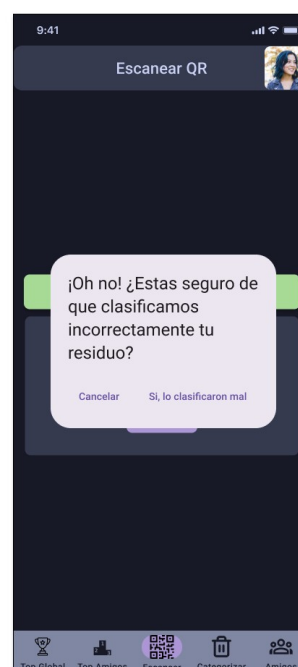 9:41
Escanear QR
¡Oh no! ¿Estas seguro de
que clasificamos
incorrectamente tu
residuo?
Cancelar Si, lo clasificaron mal
Top Global Top Amigos Escanear Categorizar Amigos